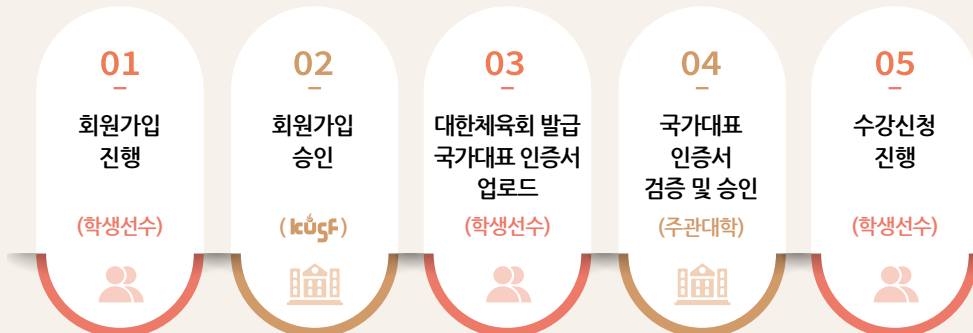 01
회원가입
진행
(학생선수)
02
회원가입
승인
(kusf)
03
대한체육회 발급
국가대표 인증서
업로드
(학생선수)
04
국가대표
인증서
검증 및 승인
(주관대학)
05
수강신청
진행
(학생선수)